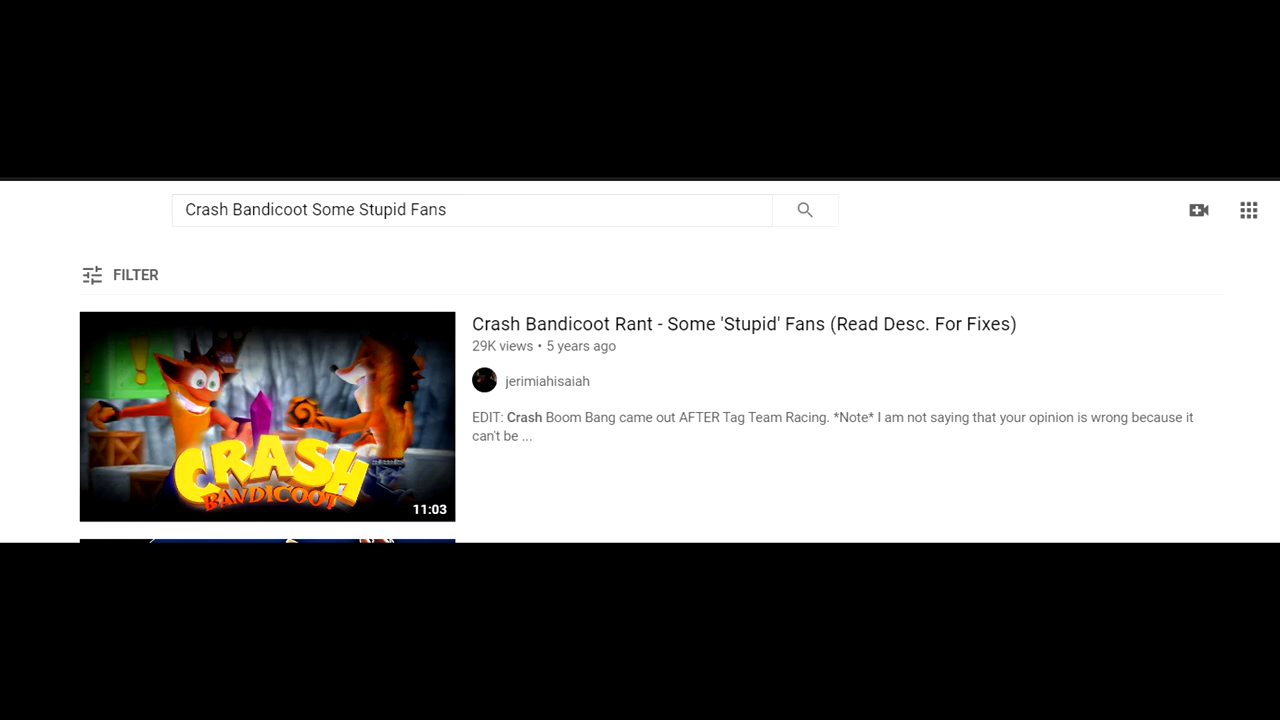 Crash Bandicoot Some Stupid Fans
FILTER
Crash Bandicoot Rant - Some 'Stupid' Fans (Read Desc. For Fixes)
29K views • 5 years ago
jerimiahisaiah
EDIT: Crash Boom Bang came out AFTER Tag Team Racing. *Note* I am not saying that your opinion is wrong because it
can't be ...
CRASH
BANDICOOT
11:03